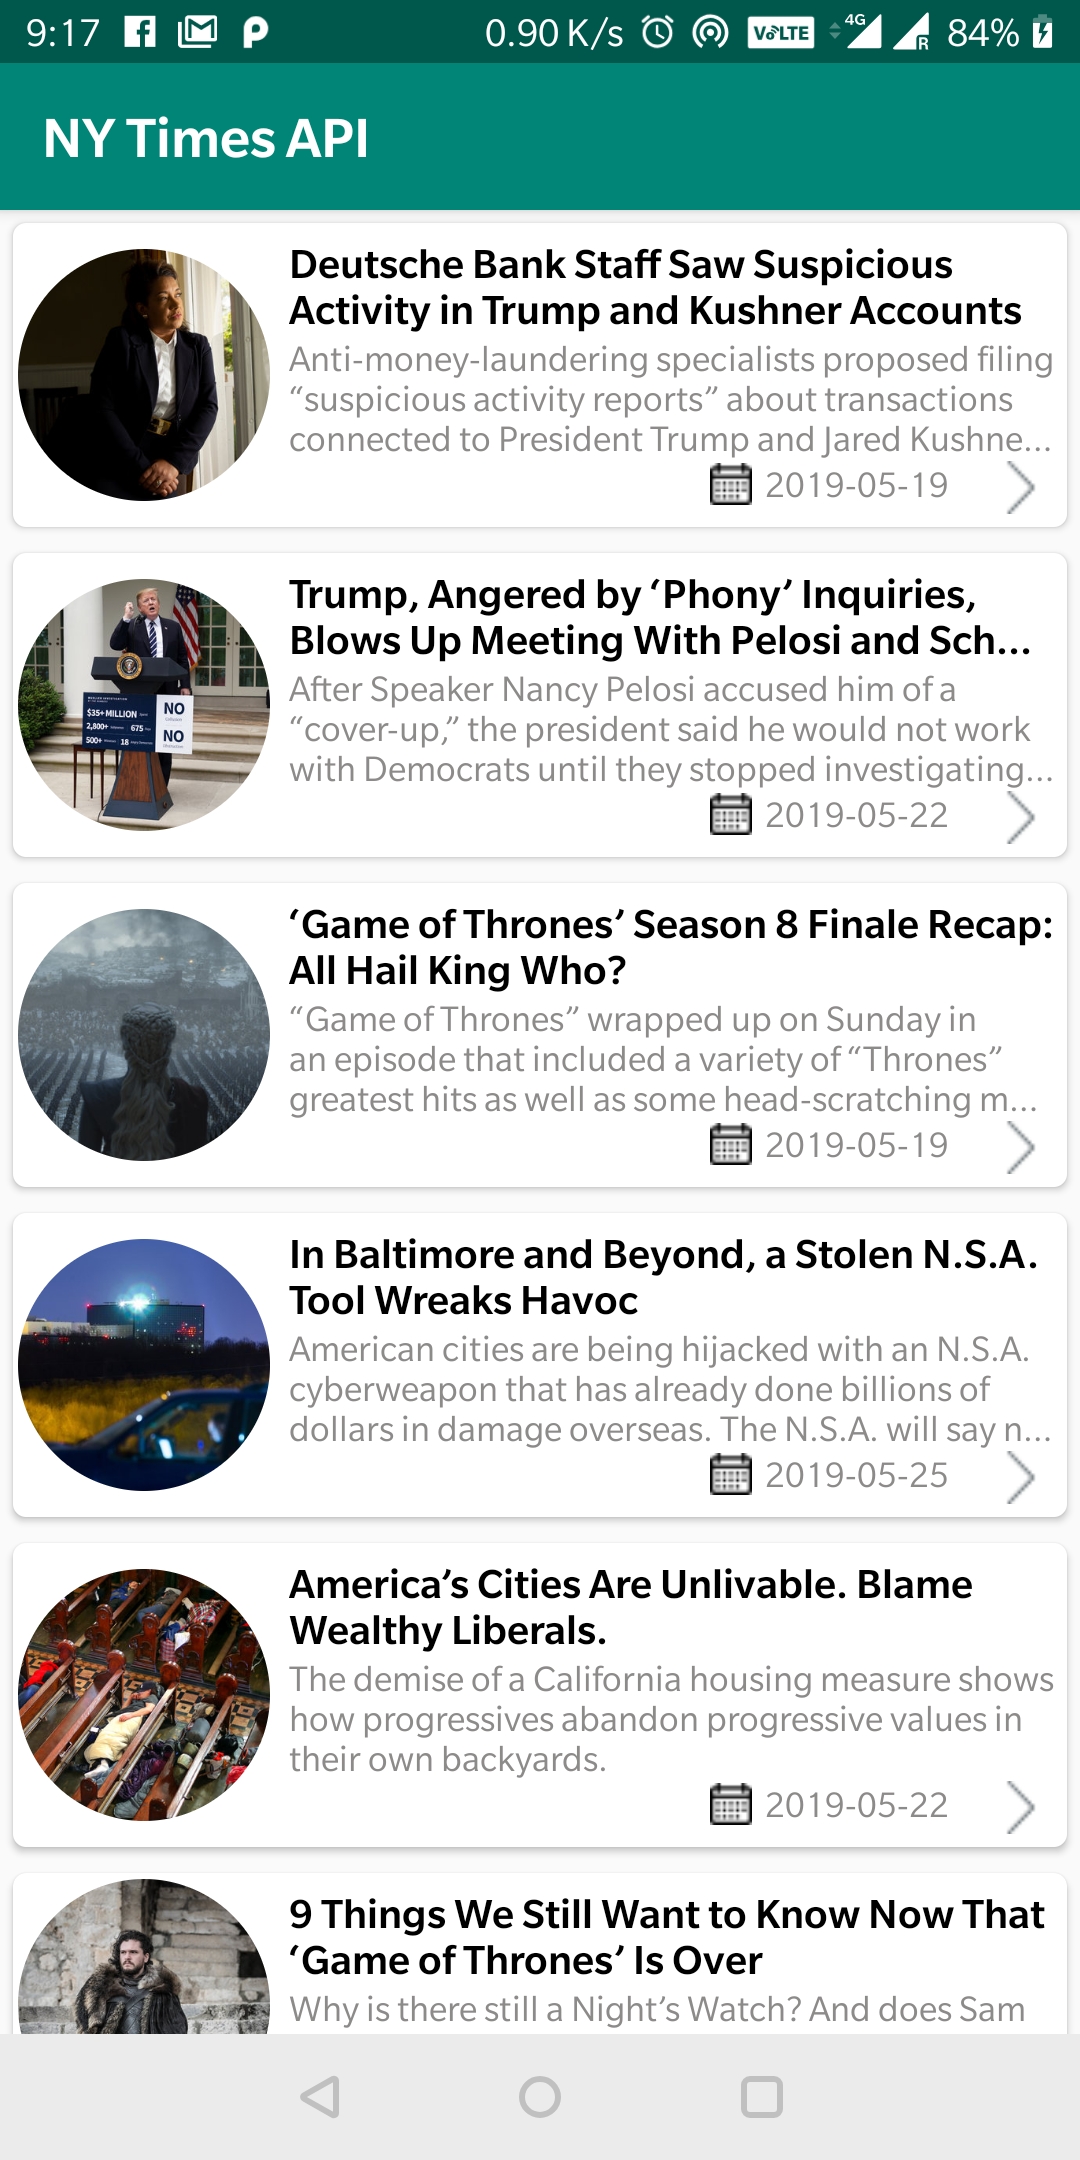 9:17 0.90 K/s VoLTE 4G R 84%
NY Times API
Deutsche Bank Staff Saw Suspicious
Activity in Trump and Kushner Accounts
Anti-money-laundering specialists proposed filing
“suspicious activity reports” about transactions
connected to President Trump and Jared Kushne...
2019-05-19
Trump, Angered by ‘Phony’ Inquiries,
Blows Up Meeting With Pelosi and Sch...
After Speaker Nancy Pelosi accused him of a
“cover-up,” the president said he would not work
with Democrats until they stopped investigating...
2019-05-22
$35+ MILLION
2,800+ 675
500+ 18
NO
NO
‘Game of Thrones’ Season 8 Finale Recap:
All Hail King Who?
“Game of Thrones” wrapped up on Sunday in
an episode that included a variety of “Thrones”
greatest hits as well as some head-scratching m...
2019-05-19
In Baltimore and Beyond, a Stolen N.S.A.
Tool Wreaks Havoc
American cities are being hijacked with an N.S.A.
cyberweapon that has already done billions of
dollars in damage overseas. The N.S.A. will say n...
2019-05-25
America’s Cities Are Unlivable. Blame
Wealthy Liberals.
The demise of a California housing measure shows
how progressives abandon progressive values in
their own backyards.
2019-05-22
9 Things We Still Want to Know Now That
‘Game of Thrones’ Is Over
Why is there still a Night’s Watch? And does Sam